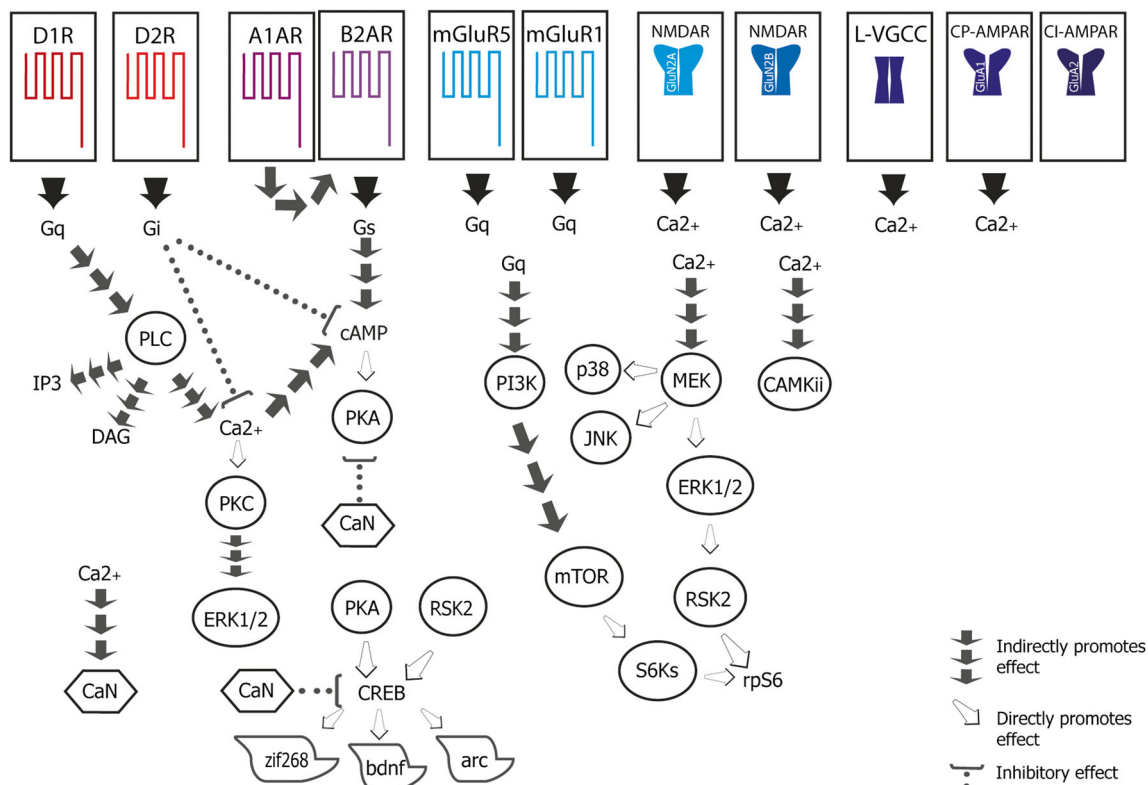 D1R
D2R
A1AR
B2AR
mGluR5
mGluR1
NMDAR
GluN2A
NMDAR
GluN2B
L-VGCC
CP-AMPAR
GluA1
CI-AMPAR
GluA2
Gq
Gi
Gs
Gq
Gq
Ca2+
Ca2+
Ca2+
Ca2+
Gq
Ca2+
Ca2+
PLC
cAMP
IP3
DAG
Ca2+
PKA
PI3K
p38
MEK
CAMKii
JNK
PKC
CaN
ERK1/2
Ca2+
ERK1/2
PKA
RSK2
mTOR
RSK2
CaN
CaN
CREB
S6Ks
rpS6
zif268
bdnf
arc
Indirectly promotes
effect
Directly promotes
effect
Inhibitory effect